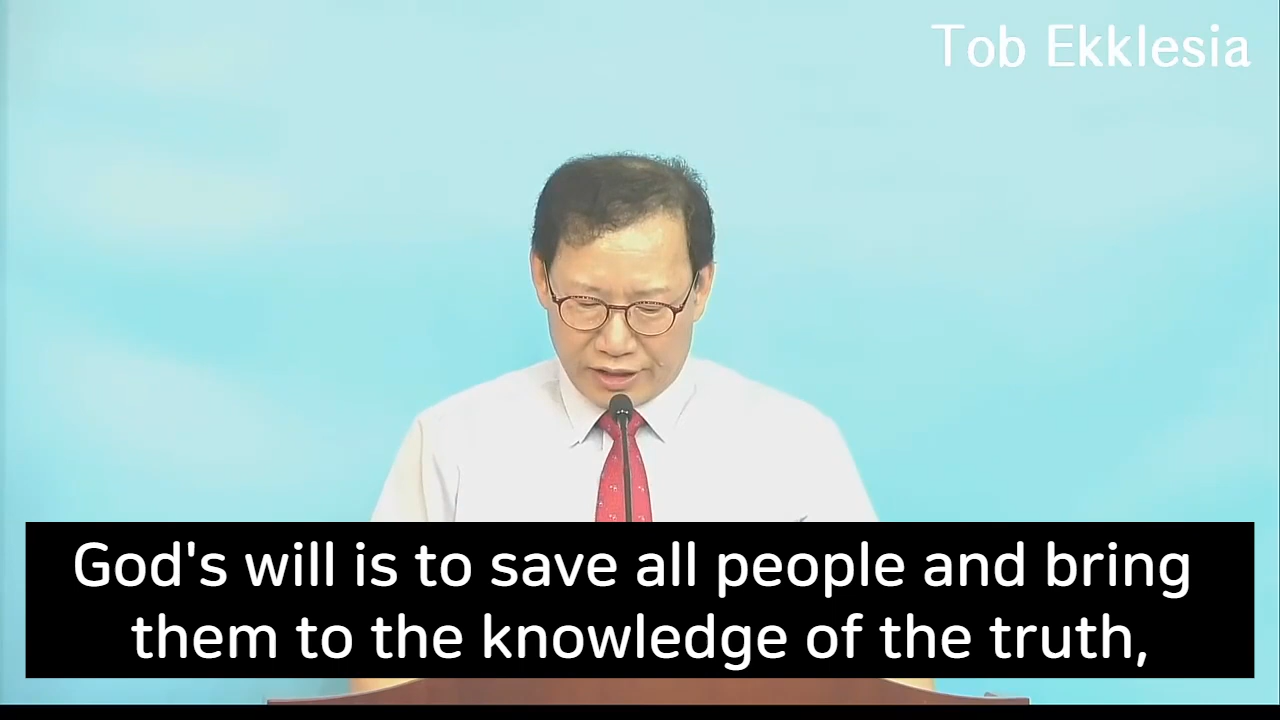 Tob Ekklesia
God's will is to save all people and bring
them to the knowledge of the truth,